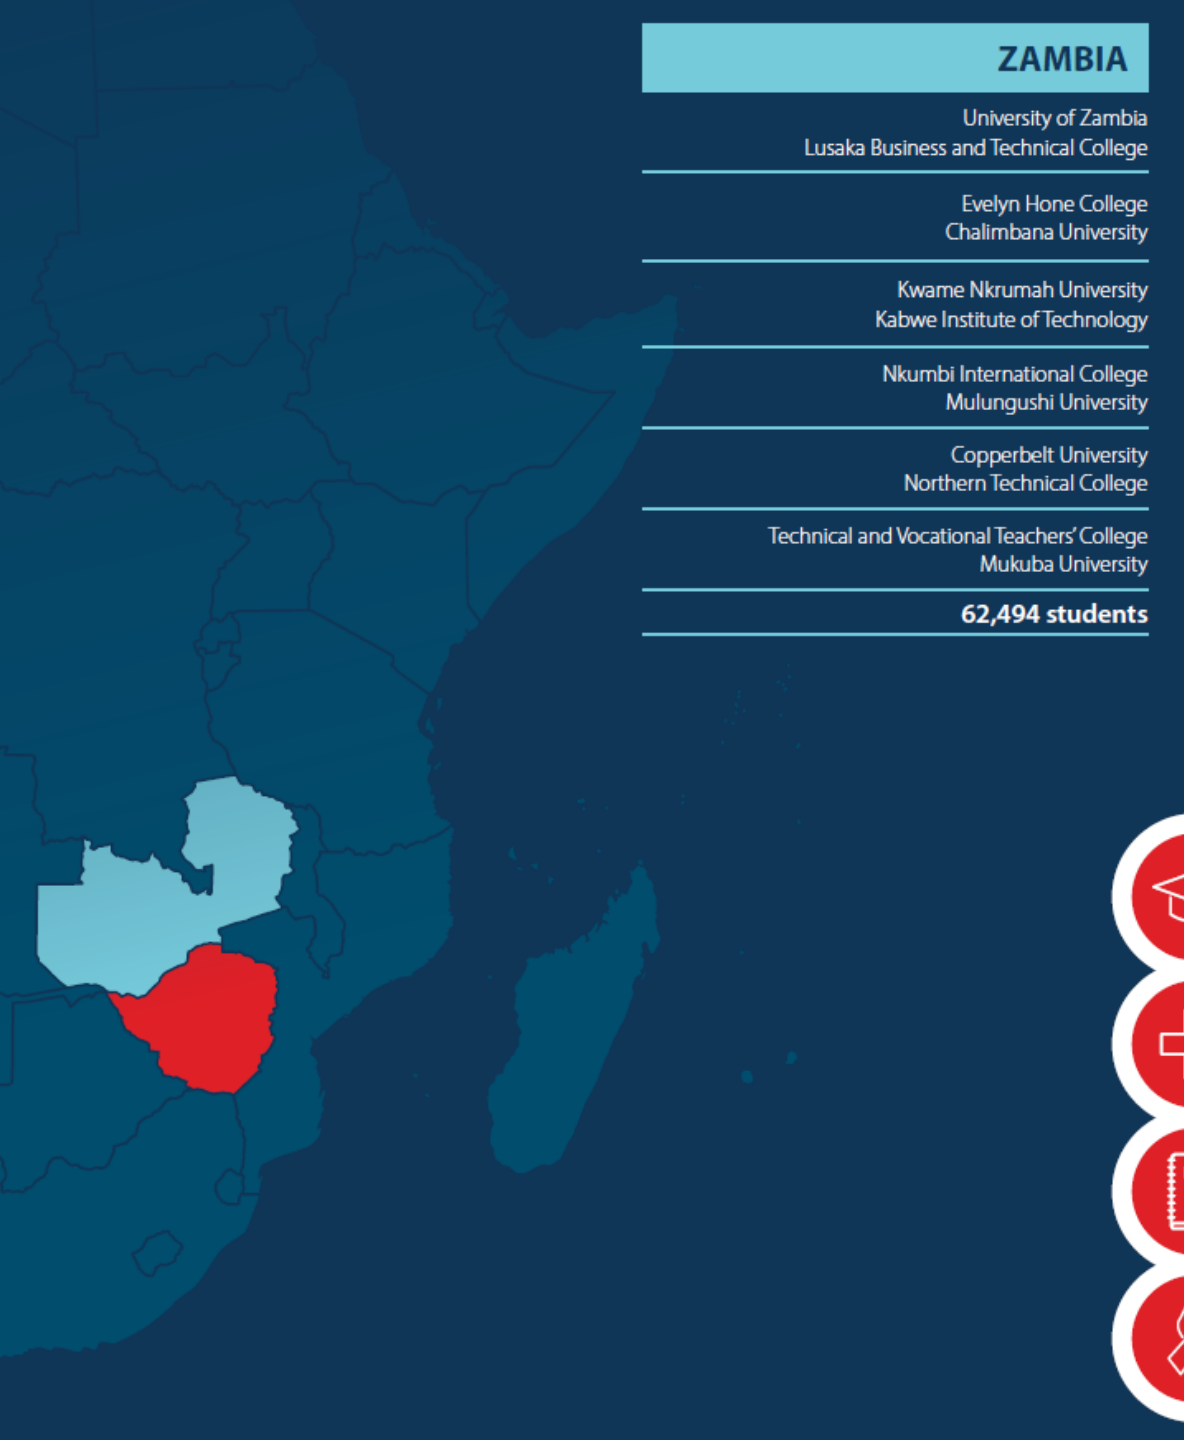 ZAMBIA
University of Zambia
Lusaka Business and Technical College
Evelyn Hone College
Chalimbana University
Kwame Nkrumah University
Kabwe Institute of Technology
Nkumbi International College
Mulungushi University
Copperbelt University
Northern Technical College
Technical and Vocational Teachers’ College
Mukuba University
62,494 students